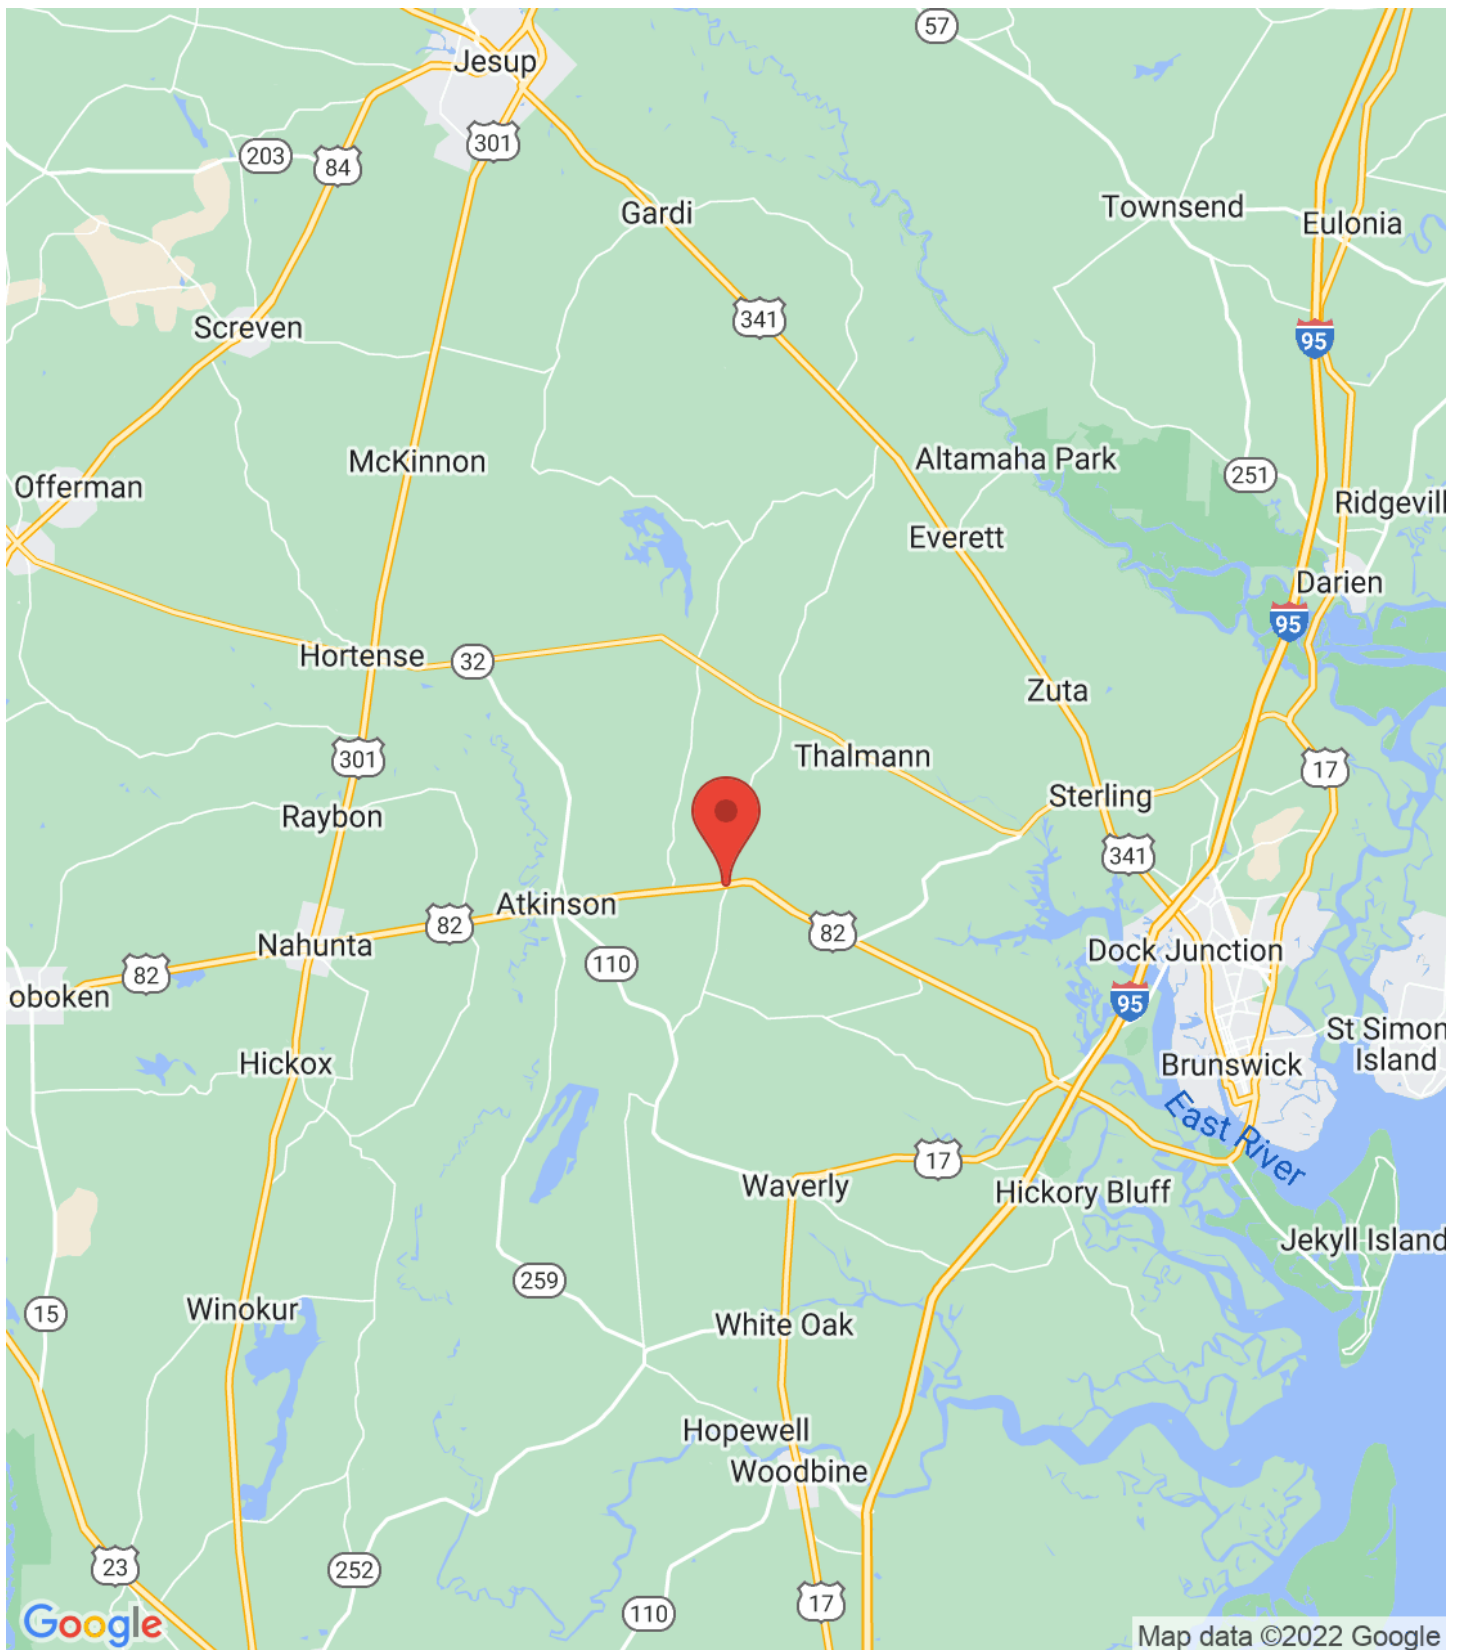 57
Jesup
301
203
84
Townsend
Gardi
Eulonia
341
Screven
95
McKinnon
Altamaha Park
251
Offerman
Ridgevill
Everett
Darien
95
Hortense
32
Zuta
301
Thalmann
17
Sterling
Raybon
341
Atkinson
82
82
Nahunta
Dock Junction
110
82
oboken
95
St Simon
Island
Hickox
Brunswick
East River
17
Waverly
Hickory Bluff
Jekyll Island
259
15
Winokur
White Oak
Hopewell
Woodbine
23
252
17
110
Google
Map data ©2022 Google